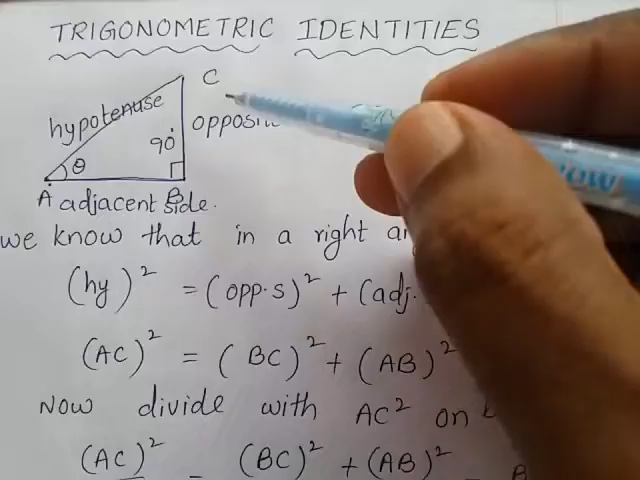 TRIGONOMETRIC IDENTITIES
C
hypotenuse
90°
θ
A adjacent side.
B
we know that in a right
(hy)² = (opp.s)² + (adj.
(AC)² = (BC)² + (AB)²
Now divide with AC² on
(AC)² = (BC)² + (AB)²